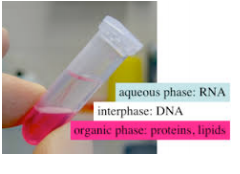 aqueous phase: RNA
interphase: DNA
organic phase: proteins, lipids